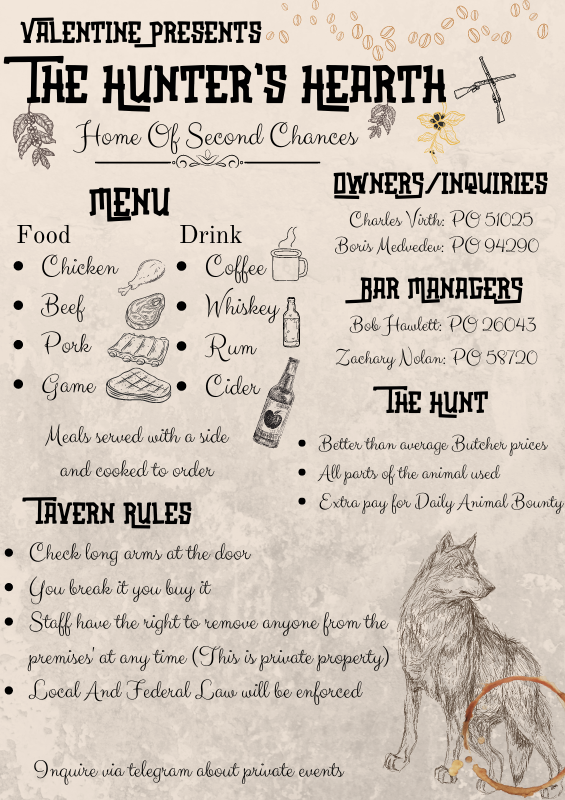 VALENTINE PRESENTS
THE HUNTER'S HEARTH
Home Of Second Chances
MENU
Food
• Chicken
• Beef
• Pork
• Game
Drink
• Coffee
• Whiskey
• Rum
• Cider
Meals served with a side
and cooked to order
OWNERS/INQUIRIES
Charles Virth: PO 51025
Boris Medvedev: PO 94290
BAR MANAGERS
Bob Hawlett: PO 26043
Zachary Nolan: PO 58720
THE HUNT
• Better than average Butcher prices
• All parts of the animal used
• Extra pay for Daily Animal Bounty
TAVERN RULES
• Check long arms at the door
• You break it you buy it
• Staff have the right to remove anyone from the
premises' at any time (This is private property)
• Local And Federal Law will be enforced
Inquire via telegram about private events